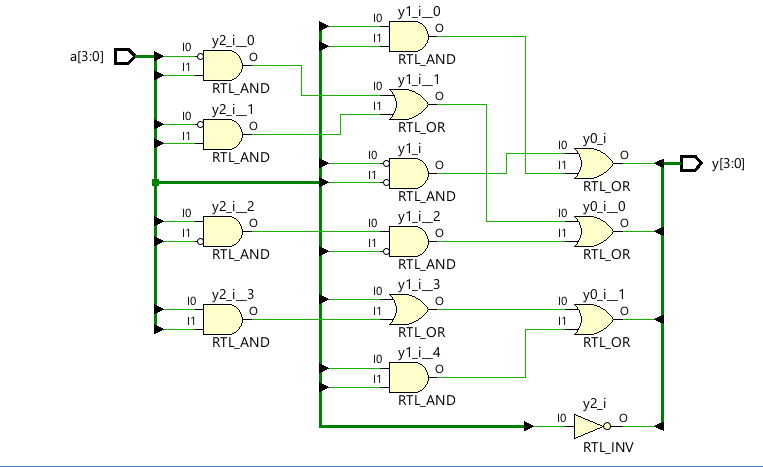 a[3:0]
I0
I1
y2_i__0
O
RTL_AND
I0
I1
y2_i__1
O
RTL_AND
I0
I1
y2_i__2
O
RTL_AND
I0
I1
y2_i__3
O
RTL_AND
I0
I1
y1_i__0
O
RTL_AND
I0
I1
y1_i__1
O
RTL_OR
I0
I1
y1_i
O
RTL_AND
I0
I1
y1_i__2
O
RTL_AND
I0
I1
y1_i__3
O
RTL_OR
I0
I1
y1_i__4
O
RTL_AND
I0
I1
y0_i
O
RTL_OR
I0
I1
y0_i__0
O
RTL_OR
I0
I1
y0_i__1
O
RTL_OR
I0
y2_i
O
RTL_INV
y[3:0]